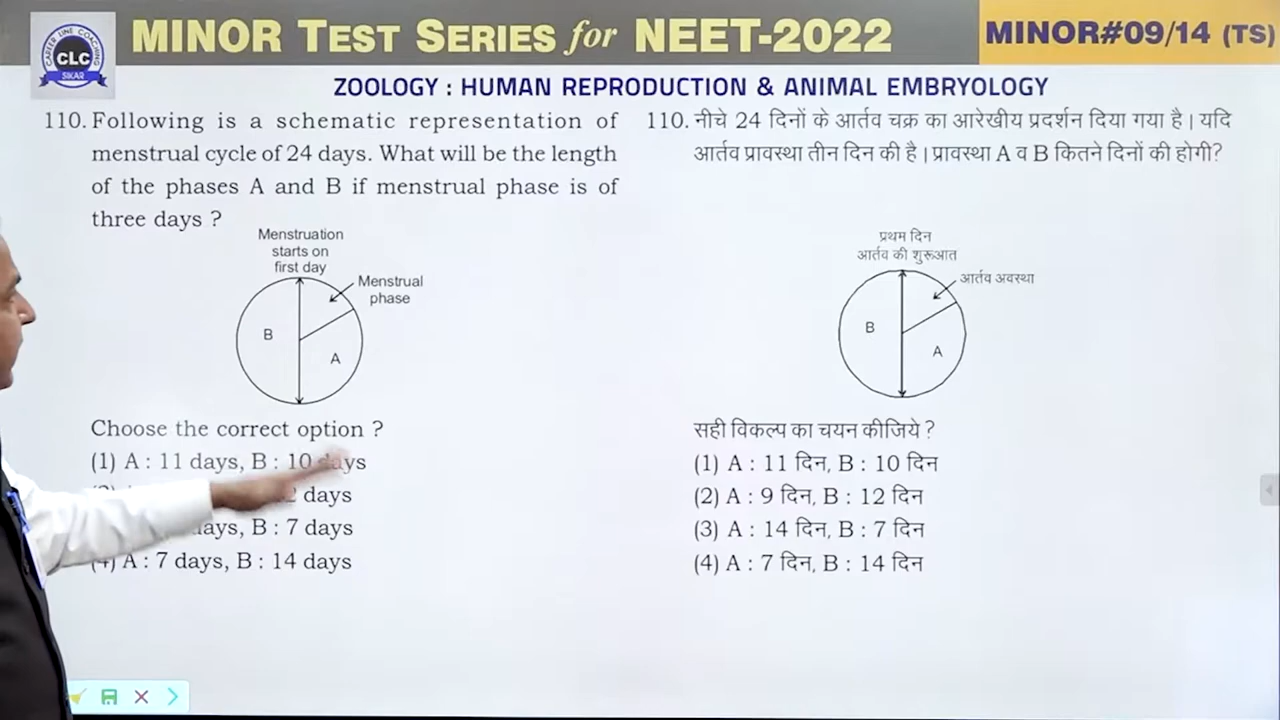 CAREER LINE COACHING
CLC
SIKAR
MINOR TEST SERIES for NEET-2022
MINOR#09/14 (TS)
ZOOLOGY : HUMAN REPRODUCTION & ANIMAL EMBRYOLOGY
110. Following is a schematic representation of
menstrual cycle of 24 days. What will be the length
of the phases A and B if menstrual phase is of
three days ?
Menstruation
starts on
first day
Menstrual
phase
B
A
Choose the correct option ?
(1) A : 11 days, B : 10 days
days
days, B : 7 days
(4) A : 7 days, B : 14 days
110. नीचे 24 दिनों के आर्तव चक्र का आरेखीय प्रदर्शन दिया गया है। यदि
आर्तव प्रावस्था तीन दिन की है। प्रावस्था A व B कितने दिनों की होगी?
प्रथम दिन
आर्तव की शुरूआत
आर्तव अवस्था
B
A
सही विकल्प का चयन कीजिये ?
(1) A : 11 दिन, B : 10 दिन
(2) A : 9 दिन, B : 12 दिन
(3) A : 14 दिन, B : 7 दिन
(4) A : 7 दिन, B : 14 दिन